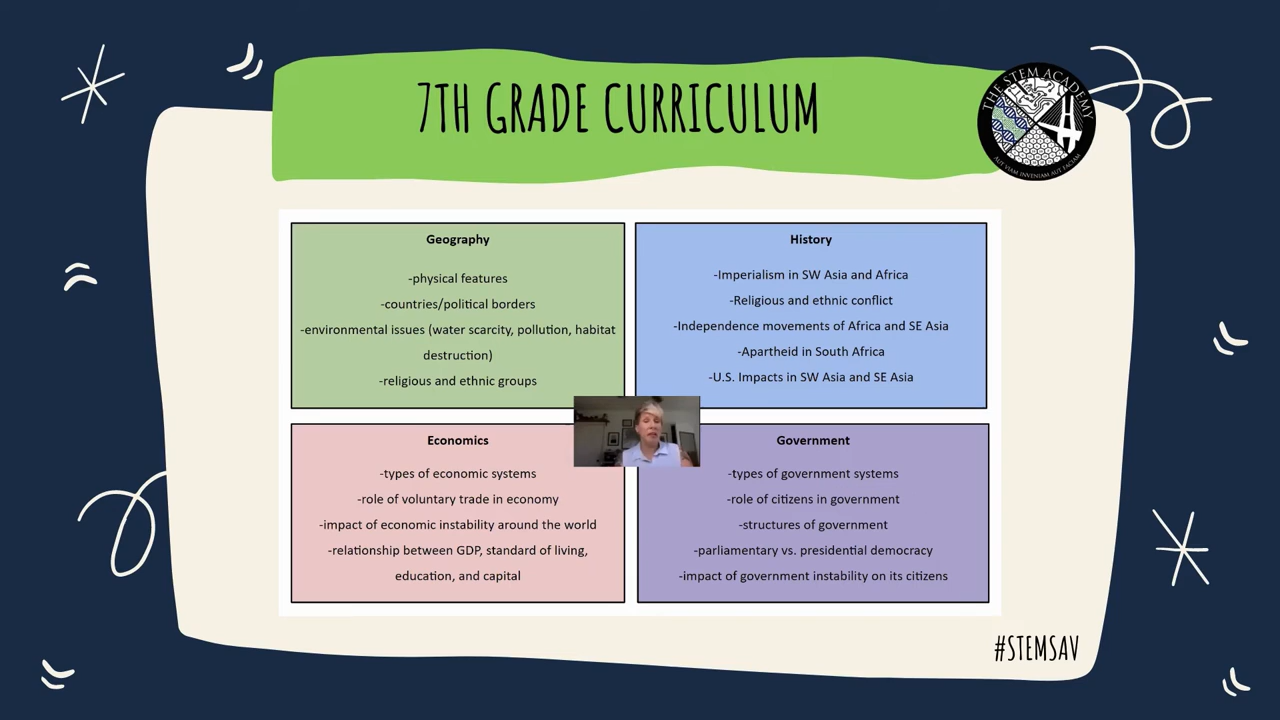 7TH GRADE CURRICULUM
THE STEM ACADEMY
AUT VIAM INVENIAM AUT FACIAM
Geography
-physical features
-countries/political borders
-environmental issues (water scarcity, pollution, habitat
destruction)
-religious and ethnic groups
History
-Imperialism in SW Asia and Africa
-Religious and ethnic conflict
-Independence movements of Africa and SE Asia
-Apartheid in South Africa
-U.S. Impacts in SW Asia and SE Asia
Economics
-types of economic systems
-role of voluntary trade in economy
-impact of economic instability around the world
-relationship between GDP, standard of living,
education, and capital
Government
-types of government systems
-role of citizens in government
-structures of government
-parliamentary vs. presidential democracy
-impact of government instability on its citizens
#STEMSAV